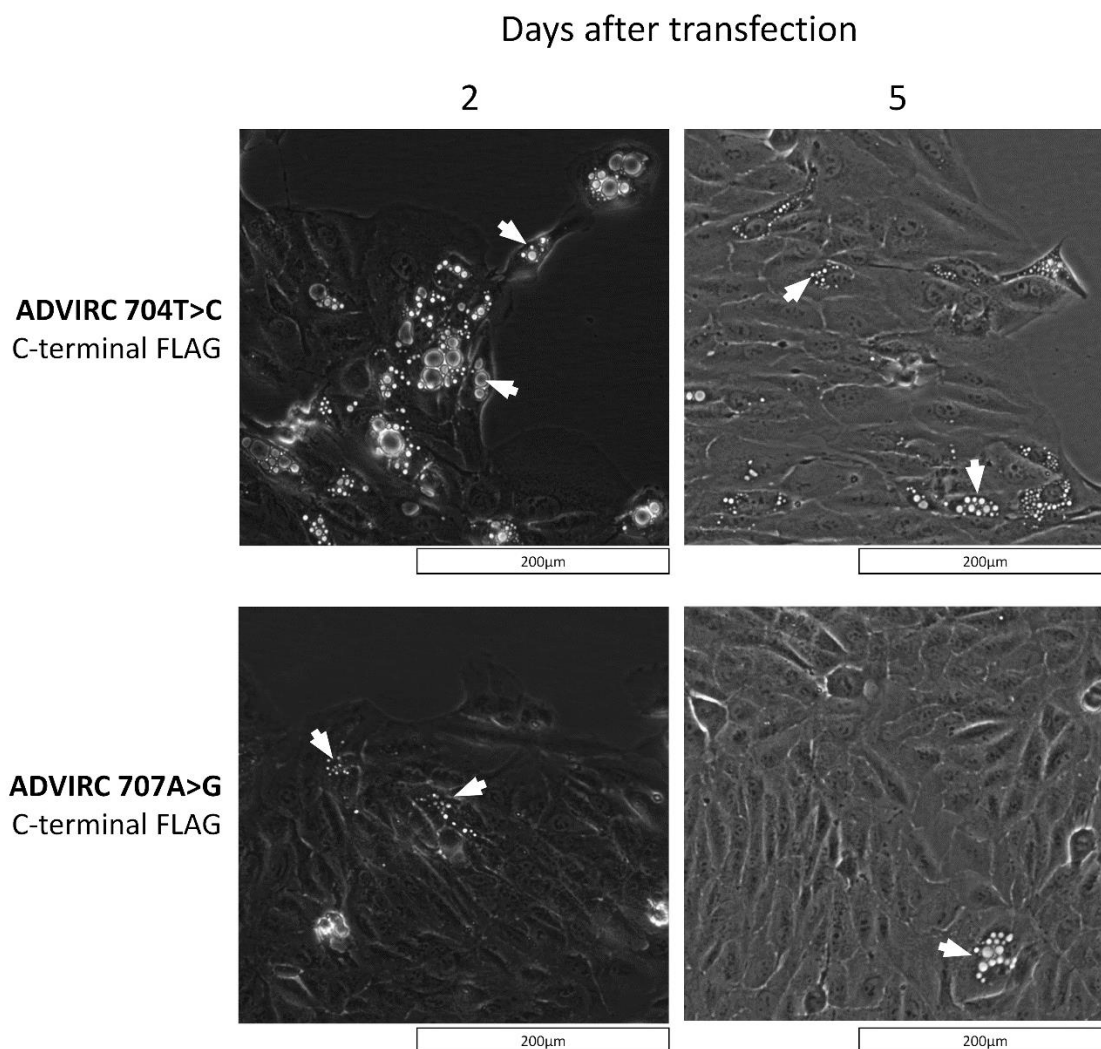 Days after transfection
2
5
ADVIRC 704T>C
C-terminal FLAG
200μm
200μm
ADVIRC 707A>G
C-terminal FLAG
200μm
200μm